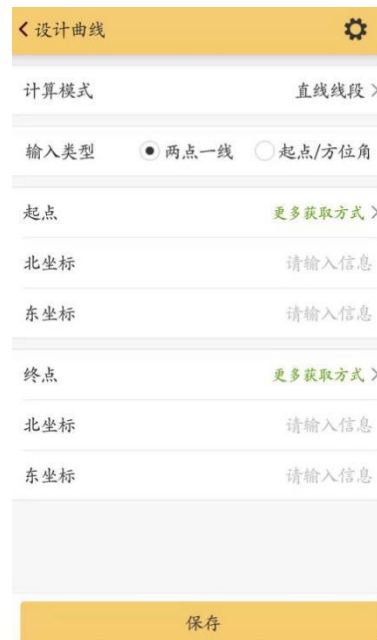 设计曲线
计算模式 直线线段
输入类型 两点一线 起点/方位角
起点 更多获取方式
北坐标 请输入信息
东坐标 请输入信息
终点 更多获取方式
北坐标 请输入信息
东坐标 请输入信息
保存